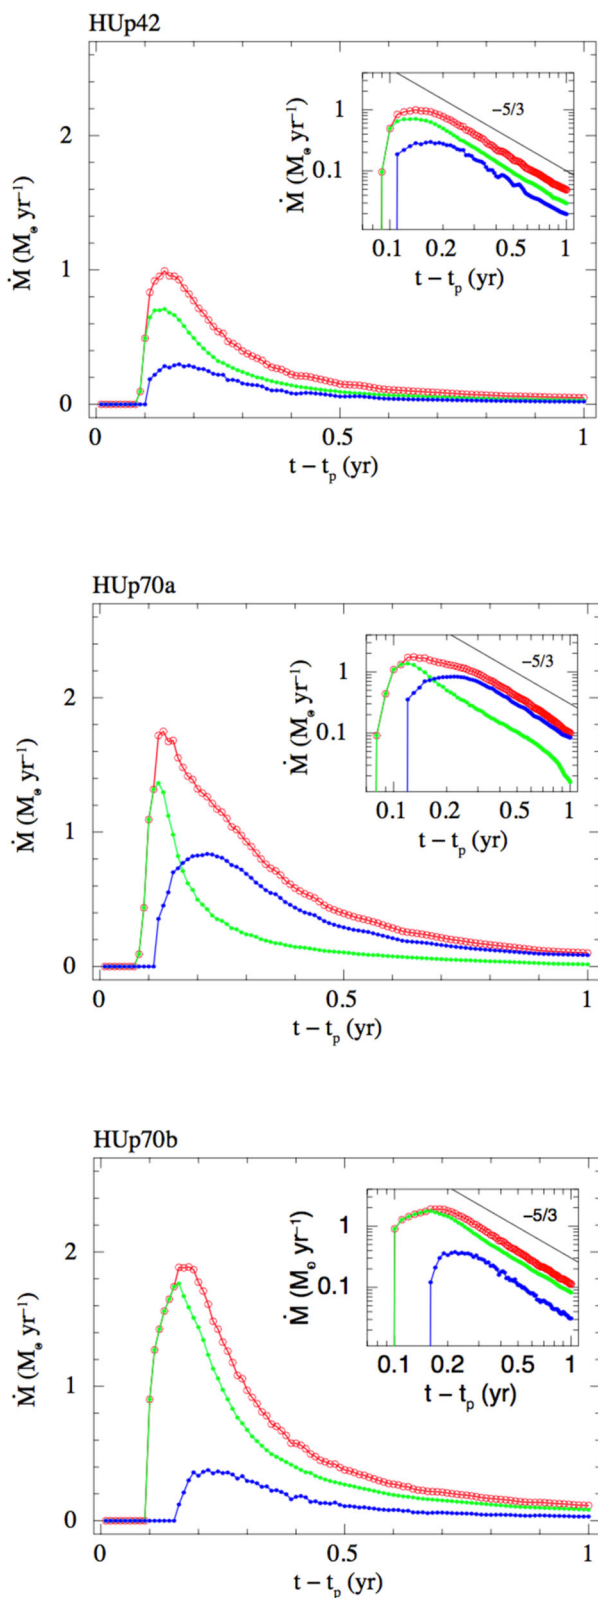 HUp42
2
1
0
Ṁ (M⊙ yr⁻¹)
0 0.5 1
t − tₚ (yr)
1
0.1
Ṁ (M⊙ yr⁻¹)
−5/3
0.1 0.2 0.5 1
t − tₚ (yr)
HUp70a
2
1
0
Ṁ (M⊙ yr⁻¹)
0 0.5 1
t − tₚ (yr)
1
0.1
Ṁ (M⊙ yr⁻¹)
−5/3
0.1 0.2 0.5 1
t − tₚ (yr)
HUp70b
2
1
0
Ṁ (M⊙ yr⁻¹)
0 0.5 1
t − tₚ (yr)
1
0.1
Ṁ (M⊙ yr⁻¹)
−5/3
0.1 0.2 0.5 1
t − tₚ (yr)